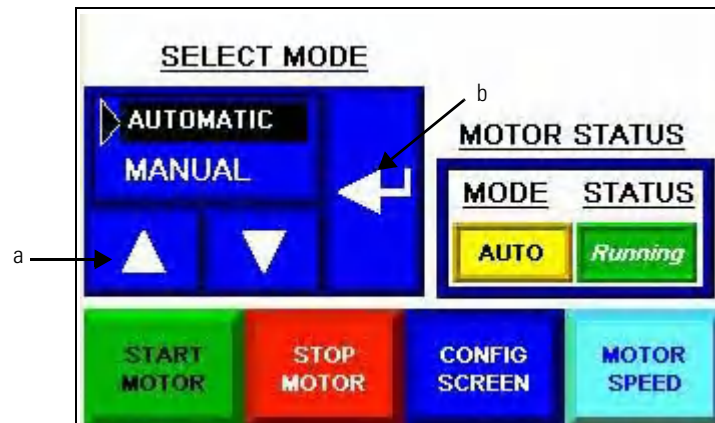 SELECT MODE
AUTOMATIC
MANUAL
a
b
MOTOR STATUS
MODE STATUS
AUTO Running
START MOTOR
STOP MOTOR
CONFIG SCREEN
MOTOR SPEED